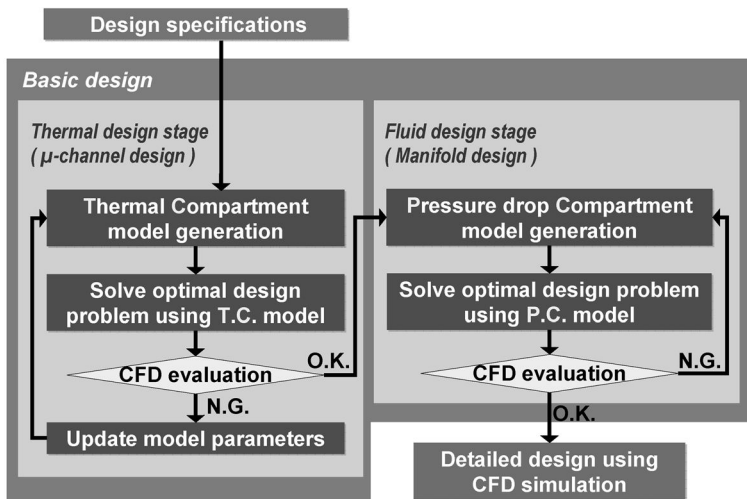 Design specifications
Basic design
Thermal design stage
( μ-channel design )
Thermal Compartment
model generation
Solve optimal design
problem using T.C. model
CFD evaluation
O.K.
N.G.
Update model parameters
Fluid design stage
( Manifold design )
Pressure drop Compartment
model generation
Solve optimal design problem
using P.C. model
CFD evaluation
N.G.
O.K.
Detailed design using
CFD simulation